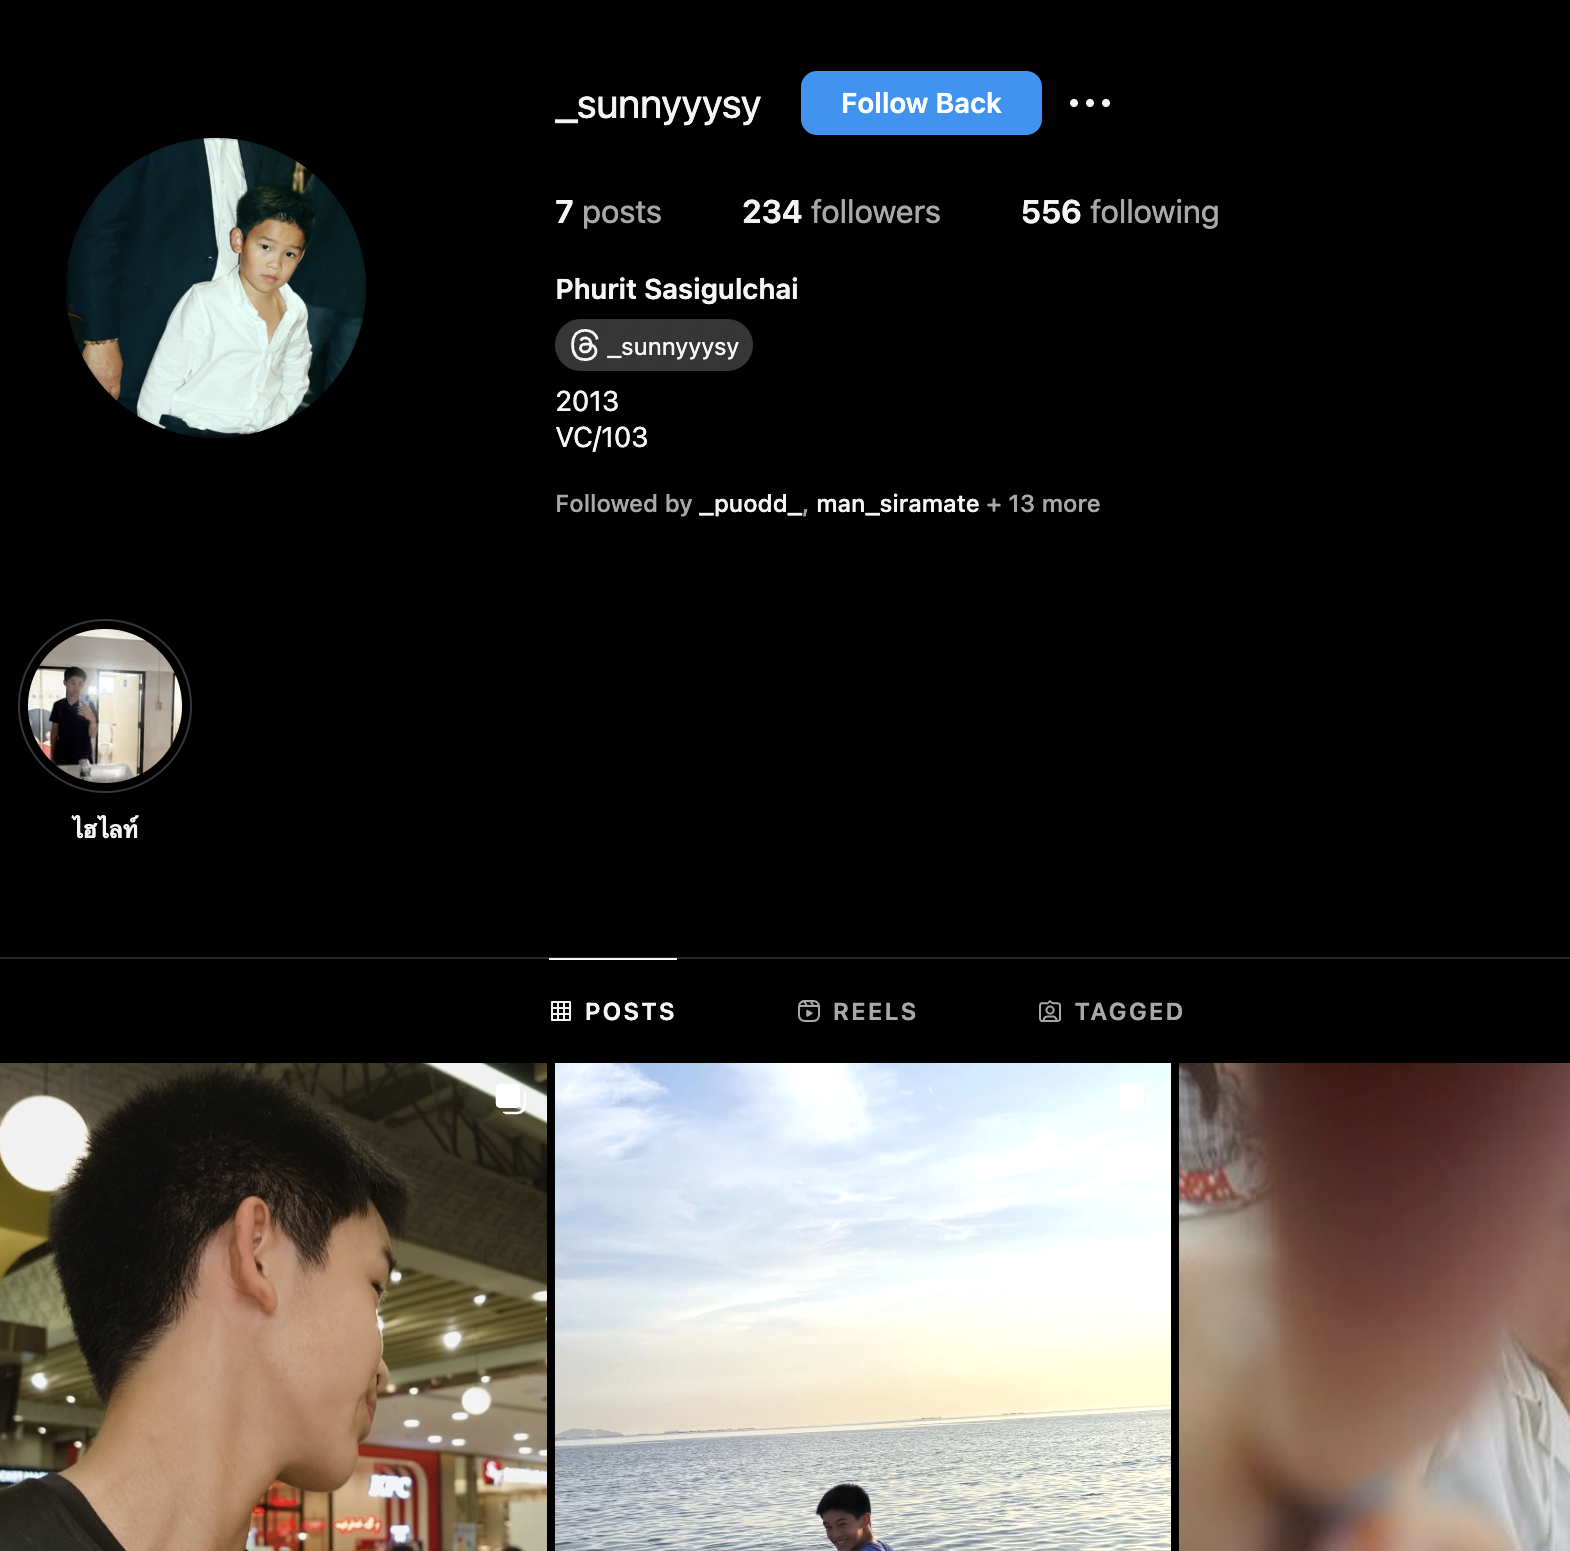 _sunnyyysy
Follow Back
7 posts 234 followers 556 following
Phurit Sasigulchai
_sunnyyysy
2013
VC/103
Followed by _puodd_, man_siramate + 13 more
ไฮไลท์
POSTS REELS TAGGED
KFC